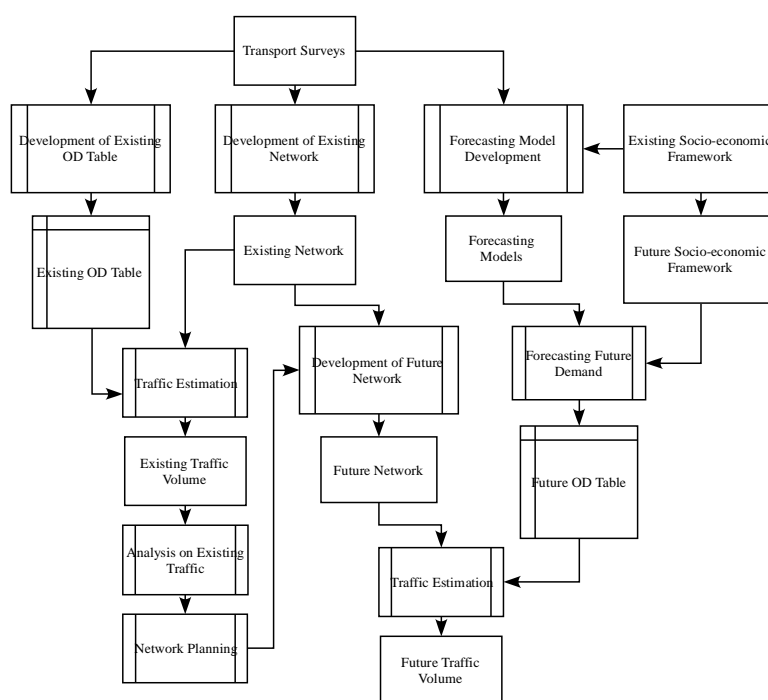 Transport Surveys
Development of Existing
OD Table
Development of Existing
Network
Forecasting Model
Development
Existing Socio-economic
Framework
Existing OD Table
Existing Network
Forecasting
Models
Future Socio-economic
Framework
Traffic Estimation
Development of Future
Network
Forecasting Future
Demand
Existing Traffic
Volume
Future Network
Future OD Table
Analysis on Existing
Traffic
Traffic Estimation
Network Planning
Future Traffic
Volume